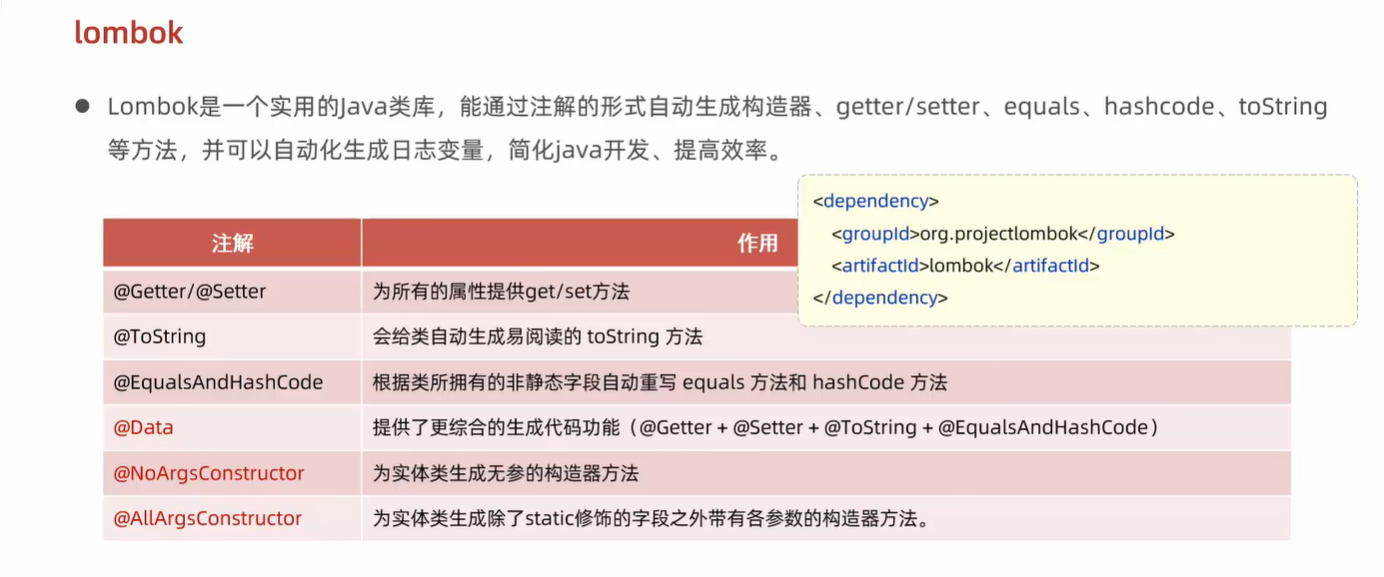 lombok
● Lombok是一个实用的Java类库，能通过注解的形式自动生成构造器、getter/setter、equals、hashcode、toString
等方法，并可以自动化生成日志变量，简化java开发、提高效率。
<dependency>
<groupId>org.projectlombok</groupId>
<artifactId>lombok</artifactId>
</dependency>
注解 作用
@Getter/@Setter 为所有的属性提供get/set方法
@ToString 会给类自动生成易阅读的 toString 方法
@EqualsAndHashCode 根据类所拥有的非静态字段自动重写 equals 方法和 hashCode 方法
@Data 提供了更综合的生成代码功能（@Getter + @Setter + @ToString + @EqualsAndHashCode）
@NoArgsConstructor 为实体类生成无参的构造器方法
@AllArgsConstructor 为实体类生成除了static修饰的字段之外带有各参数的构造器方法。